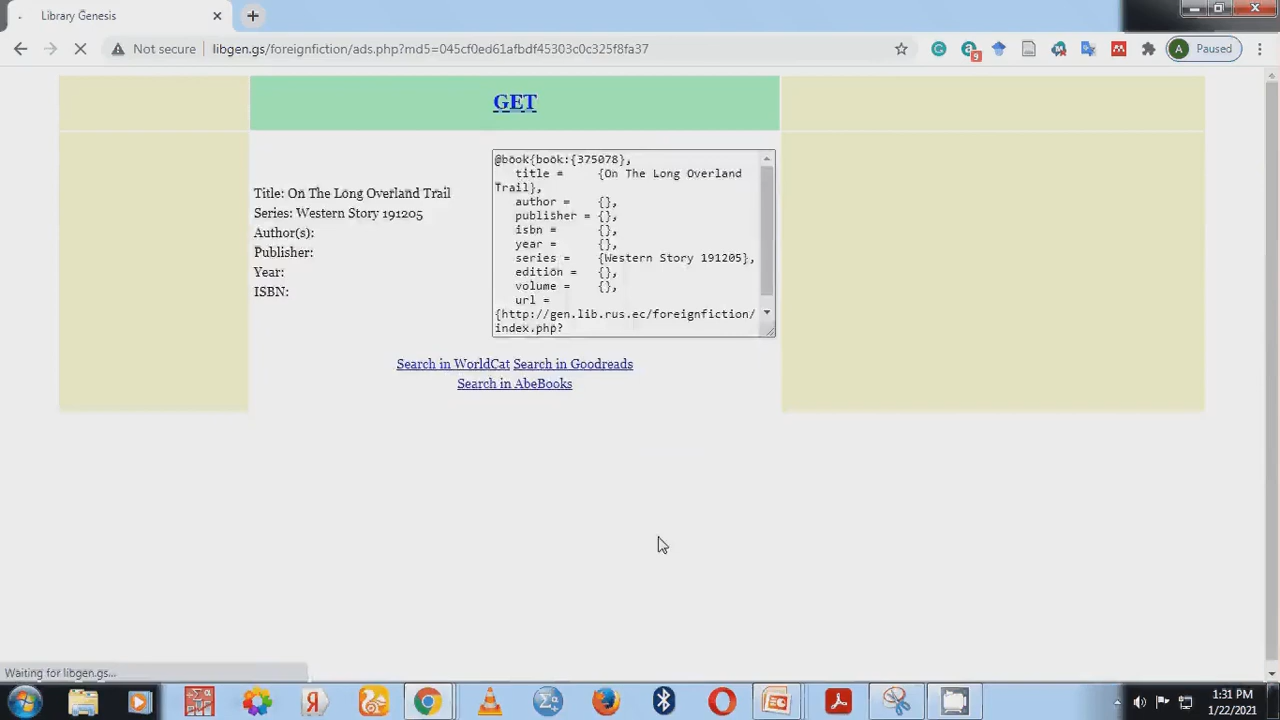 Library Genesis
Not secure
libgen.gs/foreignfiction/ads.php?md5=045cf0ed61afbdf45303c0c325f8fa37
9
A Paused
GET
Title: On The Long Overland Trail
Series: Western Story 191205
Author(s):
Publisher:
Year:
ISBN:
@book{book:{375078},
title = {On The Long Overland
Trail},
author = {},
publisher = {},
isbn = {},
year = {},
series = {Western Story 191205},
edition = {},
volume = {},
url =
{http://gen.lib.rus.ec/foreignfiction/
index.php?
Search in WorldCat Search in Goodreads
Search in AbeBooks
Waiting for libgen.gs...
1:31 PM
1/22/2021